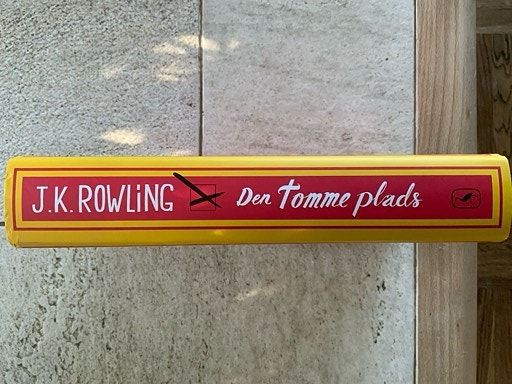 J.K. ROWLING Den Tomme plads